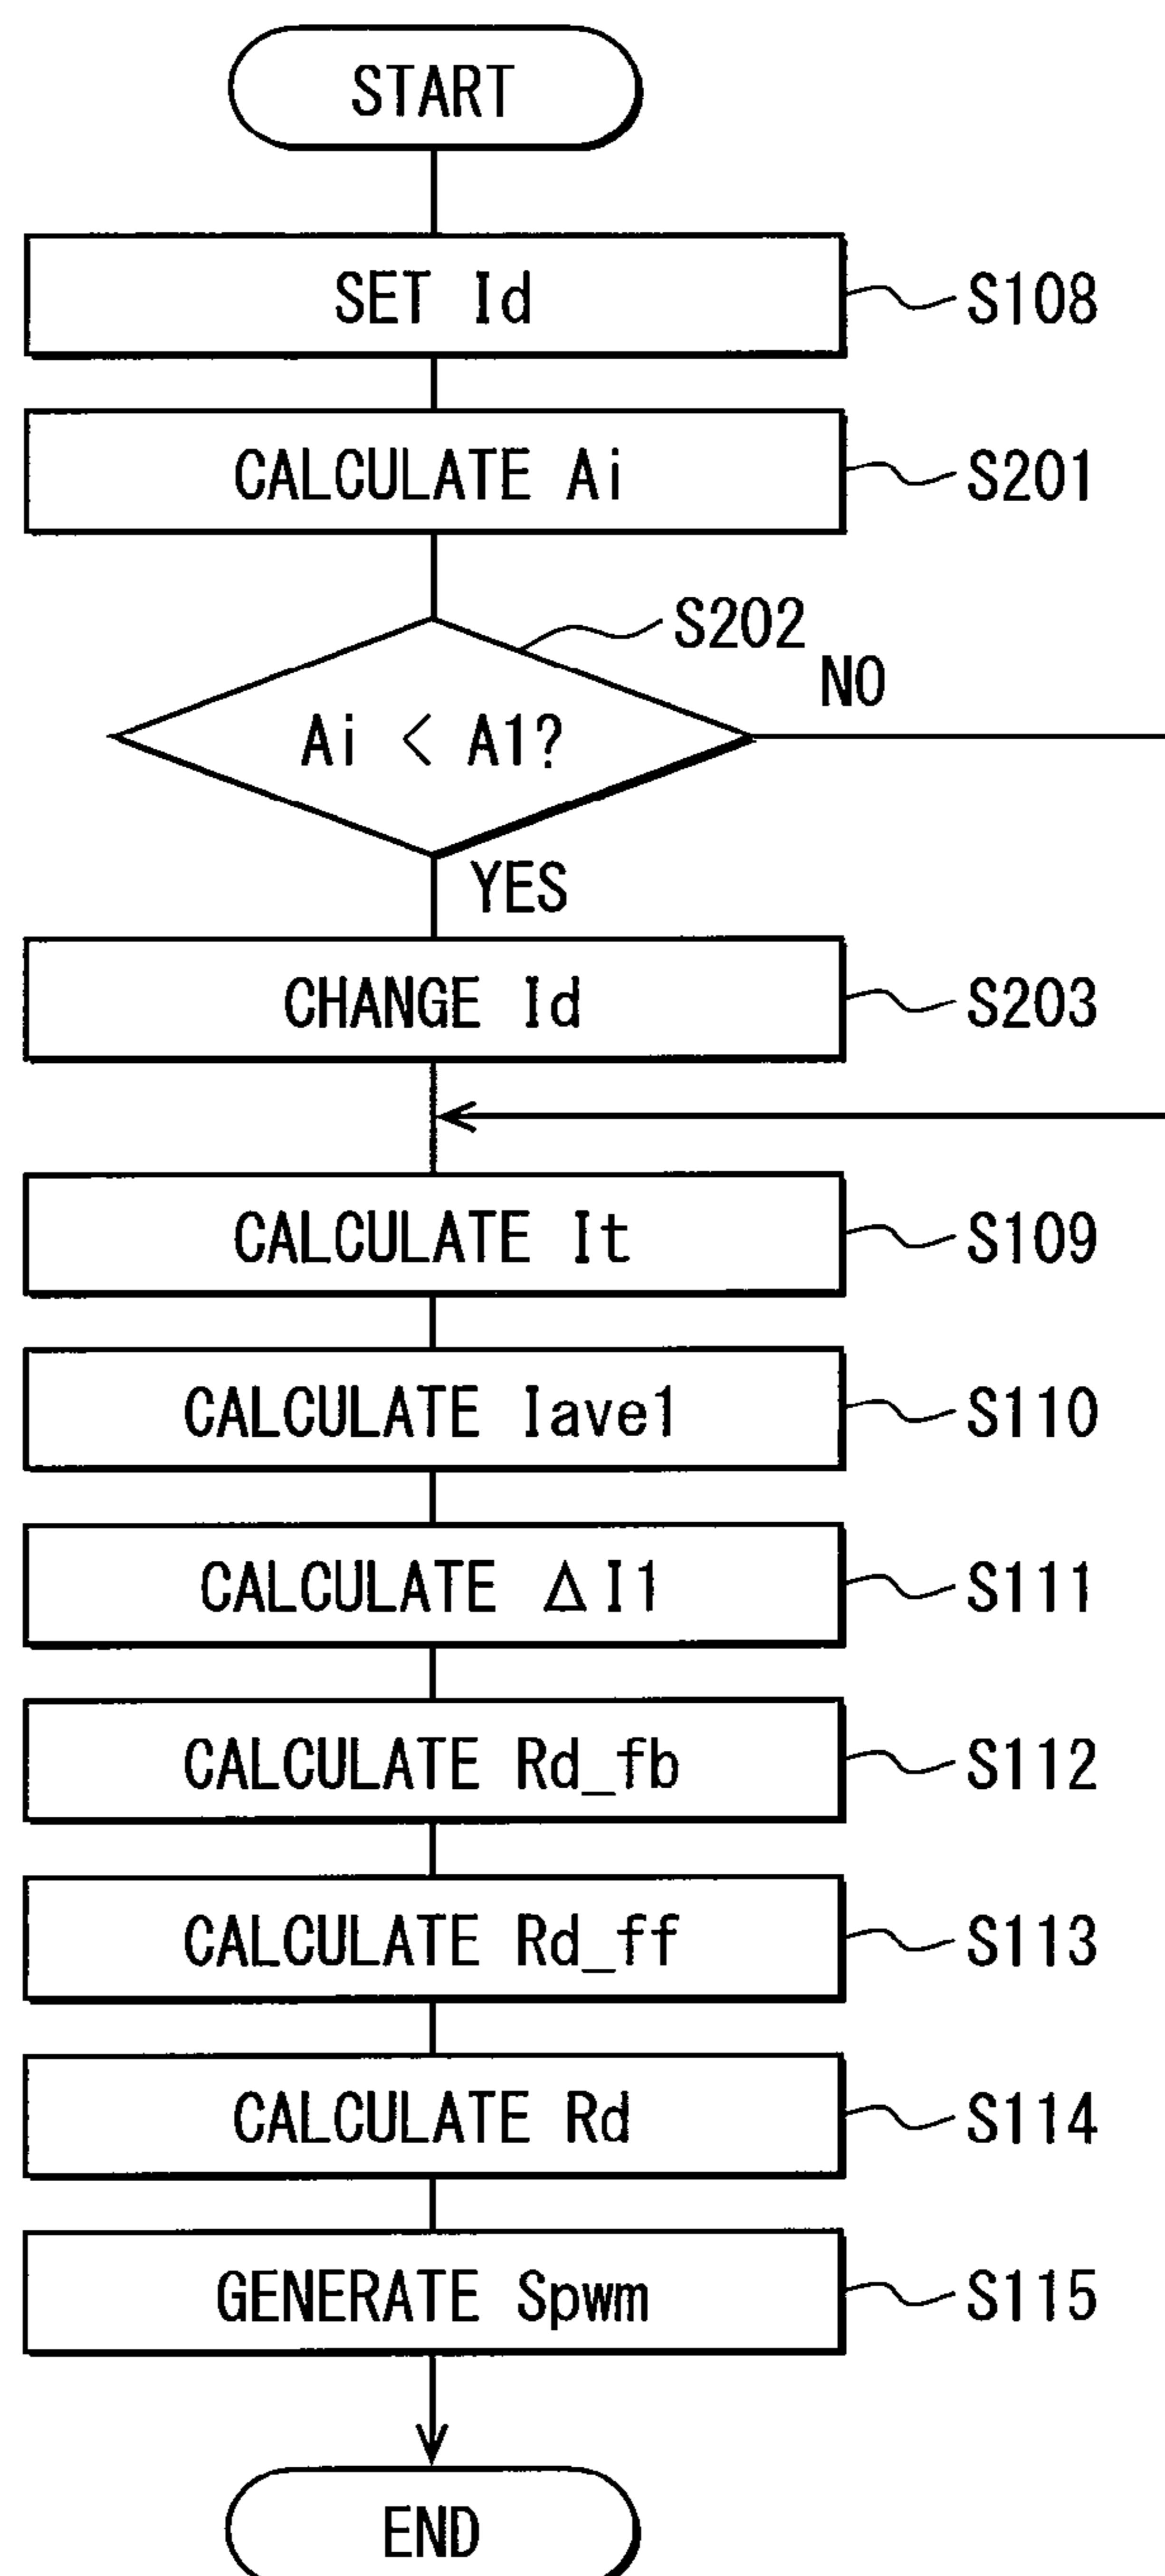 START
SET Id
S108
CALCULATE Ai
S201
S202
NO
Ai < A1?
YES
CHANGE Id
S203
CALCULATE It
S109
CALCULATE Iave1
S110
CALCULATE ΔI1
S111
CALCULATE Rd_fb
S112
CALCULATE Rd_ff
S113
CALCULATE Rd
S114
GENERATE Spwm
S115
END